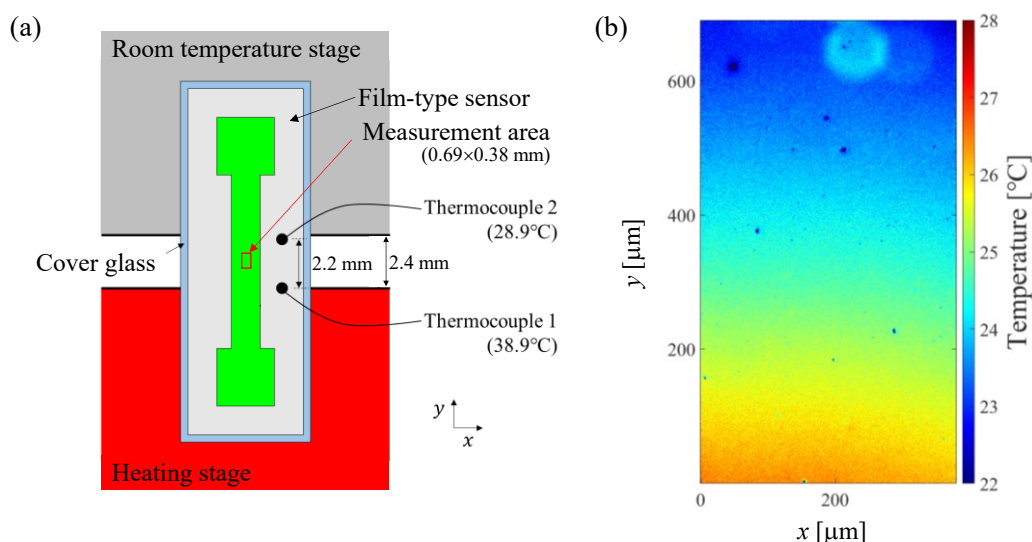 (a)
Room temperature stage
Film-type sensor
Measurement area
(0.69×0.38 mm)
Thermocouple 2
(28.9℃)
Cover glass
2.2 mm
2.4 mm
Thermocouple 1
(38.9℃)
y
x
Heating stage
(b)
600
400
200
0
200
y [μm]
x [μm]
28
27
26
25
24
23
22
Temperature [℃]